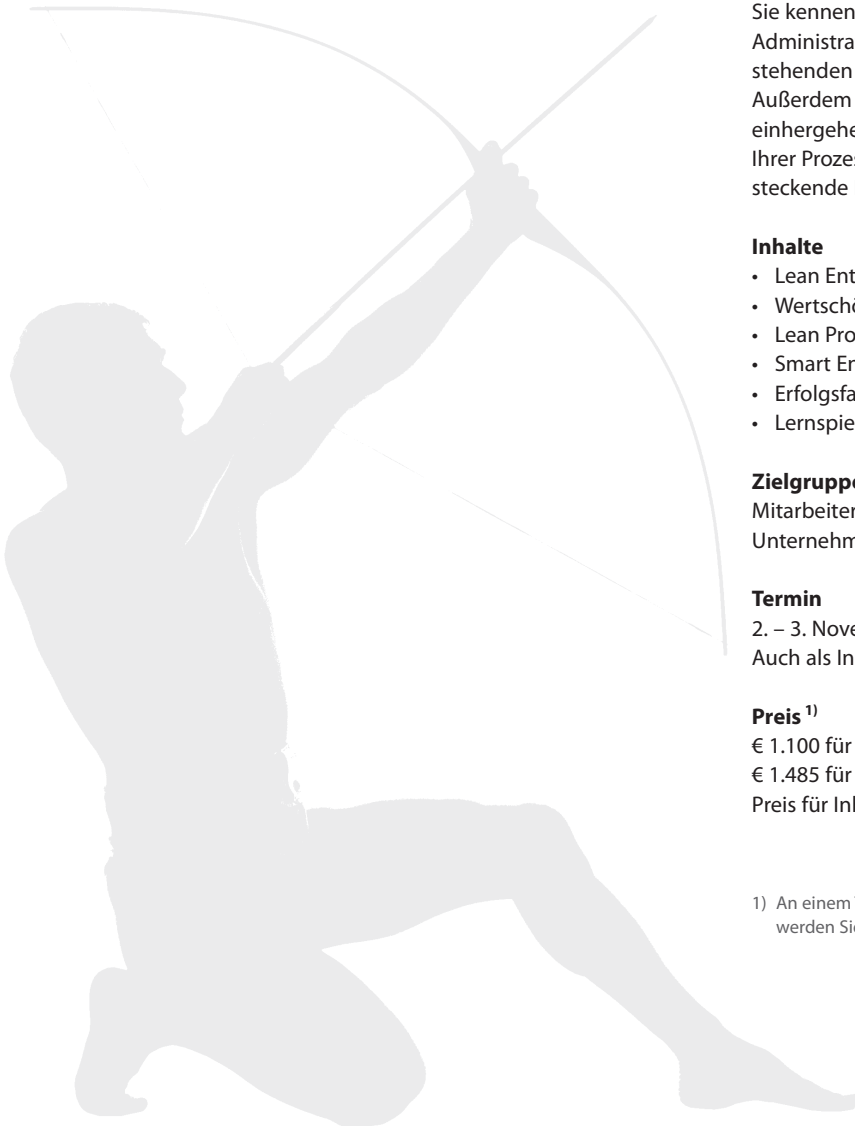 Sie kennen
Administra
stehenden
Außerdem
einhergehe
Ihrer Prozes
steckende
Inhalte
• Lean Ent
• Wertschö
• Lean Pro
• Smart En
• Erfolgsfa
• Lernspie
Zielgruppe
Mitarbeiter
Unternehm
Termin
2. – 3. Nove
Auch als In
Preis 1)
€ 1.100 für
€ 1.485 für
Preis für Inl
1) An einem
werden Sie